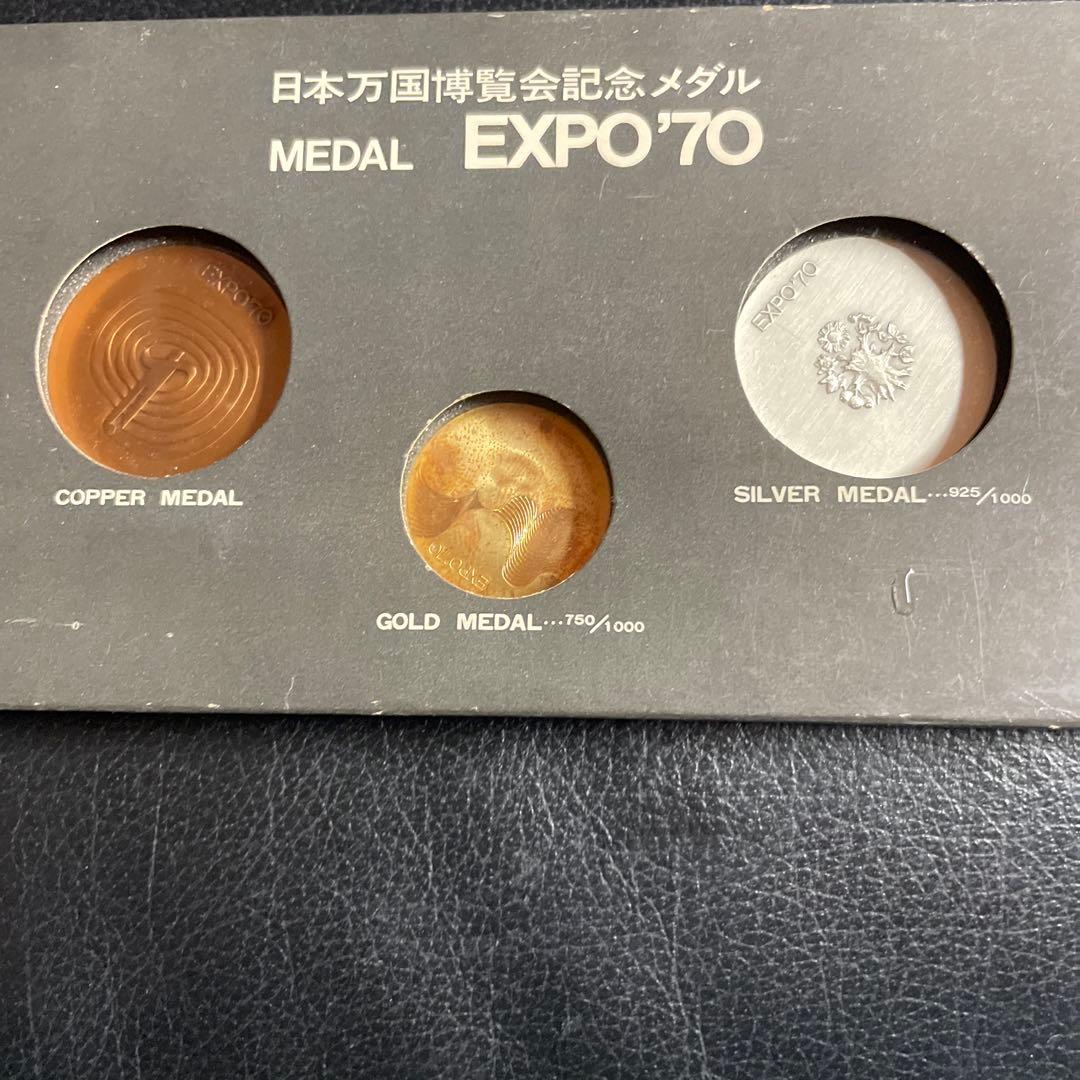 日本万国博覧会記念メダル
MEDAL EXPO'70
EXPO'70
EXPO'70
COPPER MEDAL
SILVER MEDAL...925/1000
EXPO'70
GOLD MEDAL...750/1000